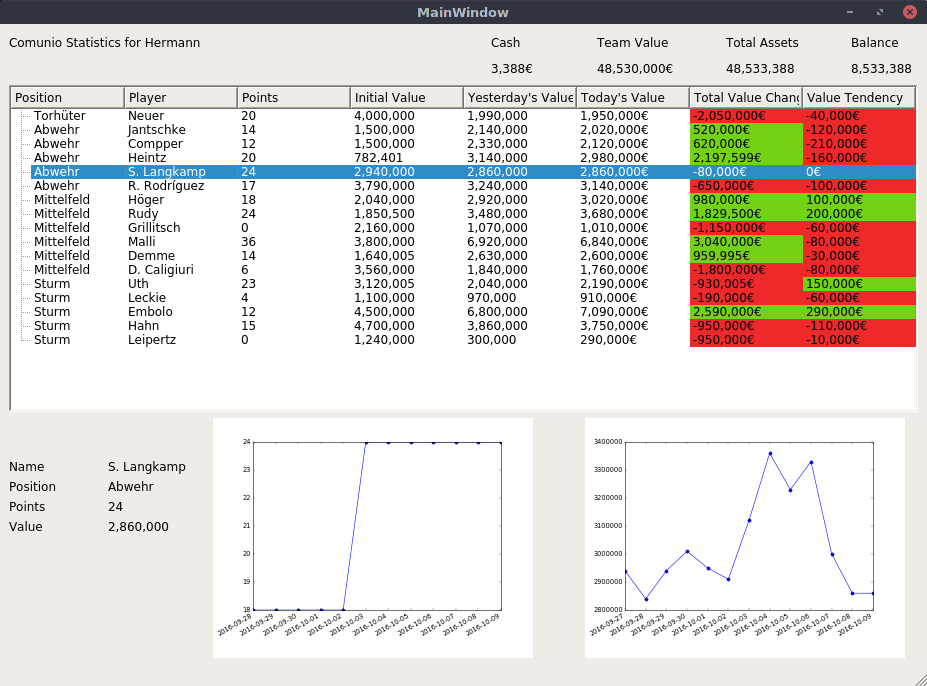 MainWindow
Comunio Statistics for Hermann Cash Team Value Total Assets Balance
3,388€ 48,530,000€ 48,533,388 8,533,388
Position Player Points Initial Value Yesterday's Value Today's Value Total Value Chang Value Tendency
Torhüter Neuer 20 4,000,000 1,990,000 1,950,000€ -2,050,000€ -40,000€
Abwehr Jantschke 14 1,500,000 2,140,000 2,020,000€ 520,000€ -120,000€
Abwehr Compper 12 1,500,000 2,330,000 2,120,000€ 620,000€ -210,000€
Abwehr Heintz 20 782,401 3,140,000 2,980,000€ 2,197,599€ -160,000€
Abwehr S. Langkamp 24 2,940,000 2,860,000 2,860,000€ -80,000€ 0€
Abwehr R. Rodríguez 17 3,790,000 3,240,000 3,140,000€ -650,000€ -100,000€
Mittelfeld Höger 18 2,040,000 2,920,000 3,020,000€ 980,000€ 100,000€
Mittelfeld Rudy 24 1,850,500 3,480,000 3,680,000€ 1,829,500€ 200,000€
Mittelfeld Grillitsch 0 2,160,000 1,070,000 1,010,000€ -1,150,000€ -60,000€
Mittelfeld Malli 36 3,800,000 6,920,000 6,840,000€ 3,040,000€ -80,000€
Mittelfeld Demme 14 1,640,005 2,630,000 2,600,000€ 959,995€ -30,000€
Mittelfeld D. Caligiuri 6 3,560,000 1,840,000 1,760,000€ -1,800,000€ -80,000€
Sturm Uth 23 3,120,005 2,040,000 2,190,000€ -930,005€ 150,000€
Sturm Leckie 4 1,100,000 970,000 910,000€ -190,000€ -60,000€
Sturm Embolo 12 4,500,000 6,800,000 7,090,000€ 2,590,000€ 290,000€
Sturm Hahn 15 4,700,000 3,860,000 3,750,000€ -950,000€ -110,000€
Sturm Leipertz 0 1,240,000 300,000 290,000€ -950,000€ -10,000€
Name S. Langkamp
Position Abwehr
Points 24
Value 2,860,000
24
23
22
21
20
19
18
2016-09-28 2016-09-29 2016-09-30 2016-10-01 2016-10-02 2016-10-03 2016-10-04 2016-10-05 2016-10-06 2016-10-07 2016-10-08 2016-10-09
3400000
3300000
3200000
3100000
3000000
2900000
2800000
2016-09-27 2016-09-28 2016-09-29 2016-09-30 2016-10-01 2016-10-02 2016-10-03 2016-10-04 2016-10-05 2016-10-06 2016-10-07 2016-10-08 2016-10-09